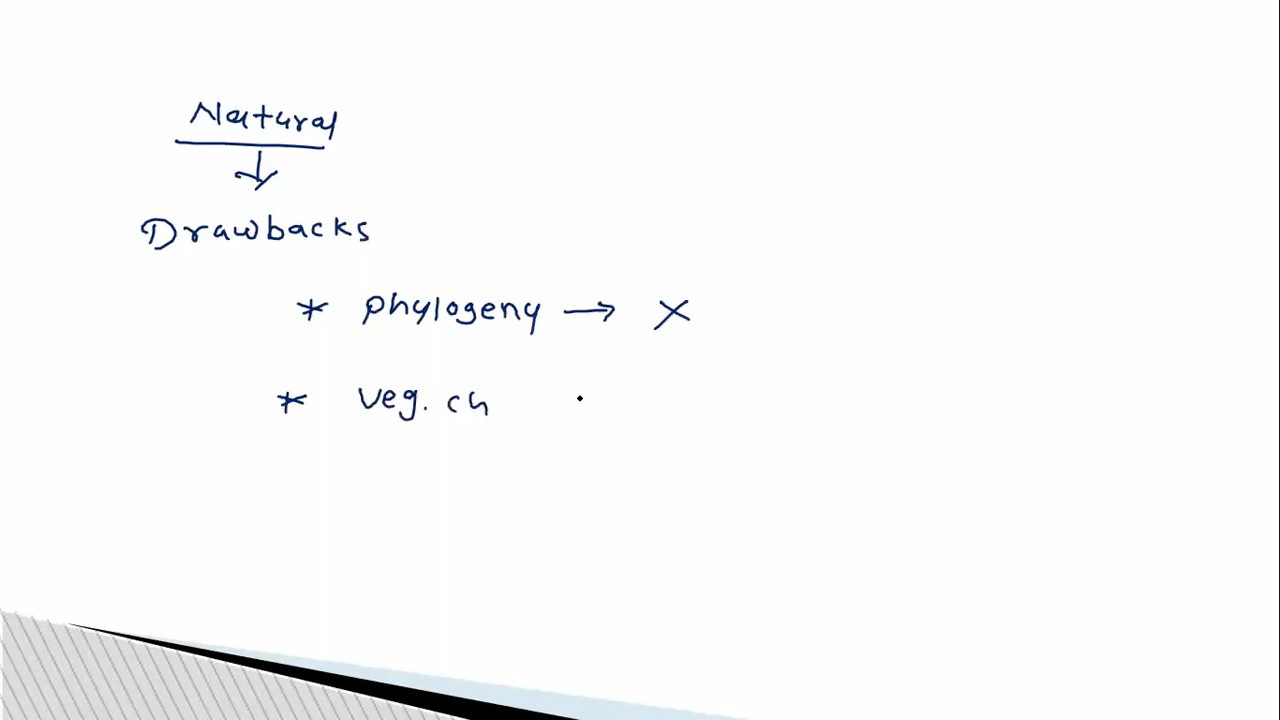 Natural
↓
Drawbacks
* phylogeny → X
* veg. ch